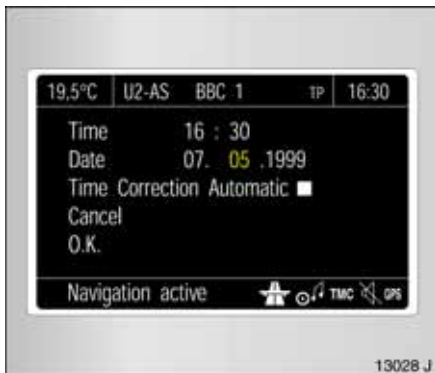 19,5°C U2-AS BBC 1 TP 16:30
Time 16 : 30
Date 07. 05 .1999
Time Correction Automatic
Cancel
O.K.
Navigation active TMC GPS
13028 J